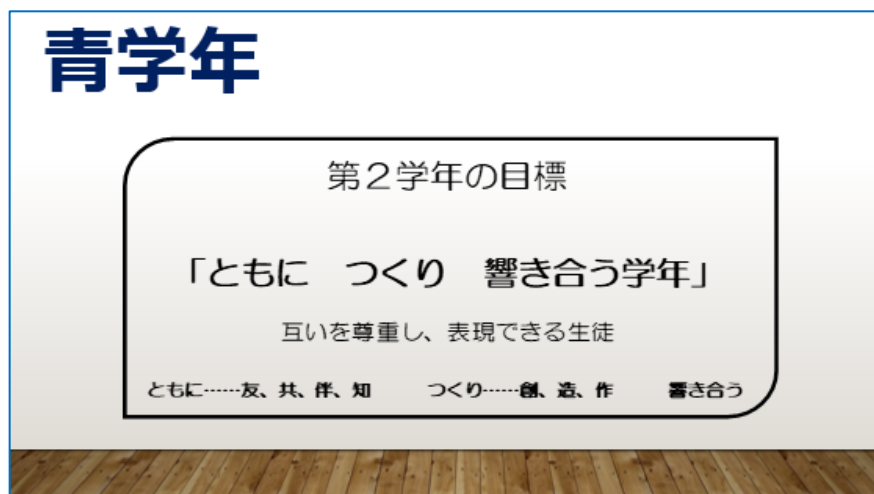 青学年
第２学年の目標
「ともに　つくり　響き合う学年」
互いを尊重し、表現できる生徒
ともに……友、共、伴、知　　つくり……創、造、作　　響き合う